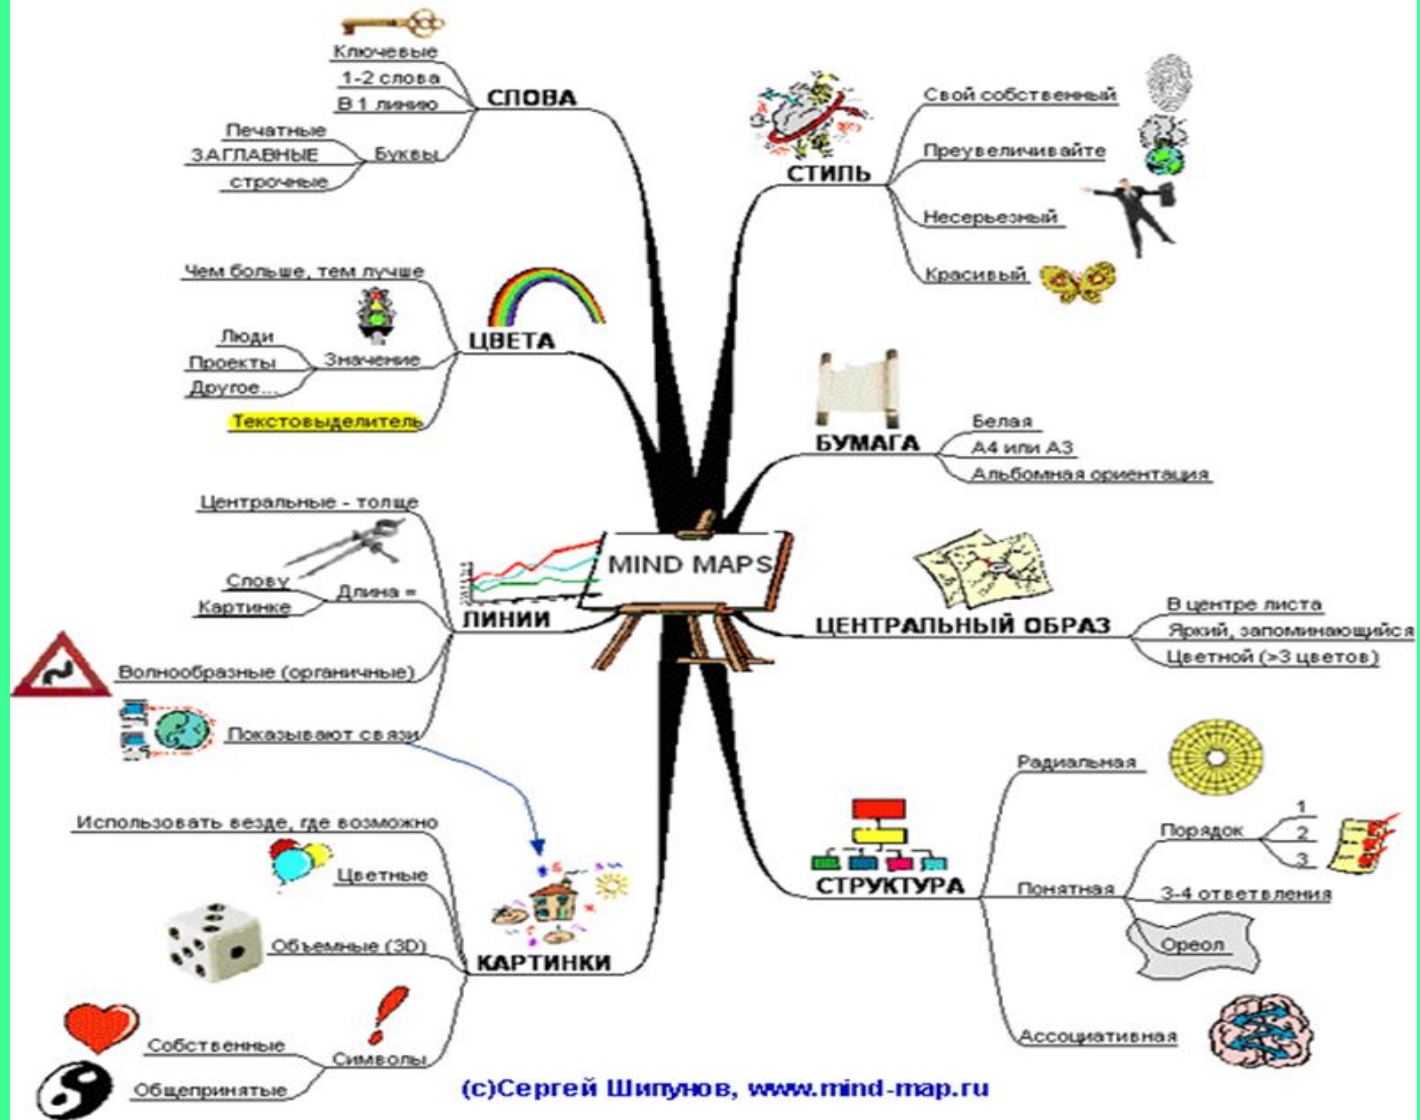 Ключевые
1-2 слова
В 1 линию
СЛОВА
Печатные
ЗАГЛАВНЫЕ
строчные
Буквы
Чем больше, тем лучше
ЦВЕТА
Люди
Проекты
Другое...
Значение
Текстовыделитель
Центральные - толще
Слову
Картинке
Длина =
ЛИНИИ
Волнообразные (органичные)
Показывают связи
Использовать везде, где возможно
Цветные
Объемные (3D)
КАРТИНКИ
Собственные
Общепринятые
Символы
MIND MAPS
СТИЛЬ
Свой собственный
Преувеличивайте
Несерьезный
Красивый
БУМАГА
Белая
А4 или А3
Альбомная ориентация
ЦЕНТРАЛЬНЫЙ ОБРАЗ
В центре листа
Яркий, запоминающийся
Цветной (>3 цветов)
СТРУКТУРА
Радиальная
Понятная
Порядок
1
2
3
3-4 ответвления
Ореол
Ассоциативная
(с)Сергей Шипунов, www.mind-map.ru